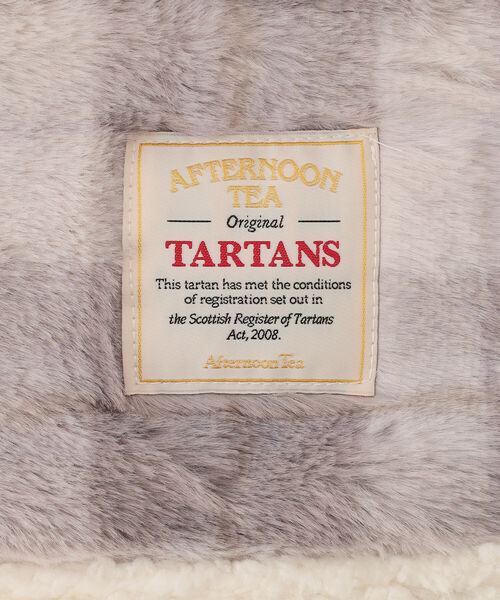 AFTERNOON
TEA
Original
TARTANS
This tartan has met the conditions
of registration set out in
the Scottish Register of Tartans
Act, 2008.
Afternoon Tea